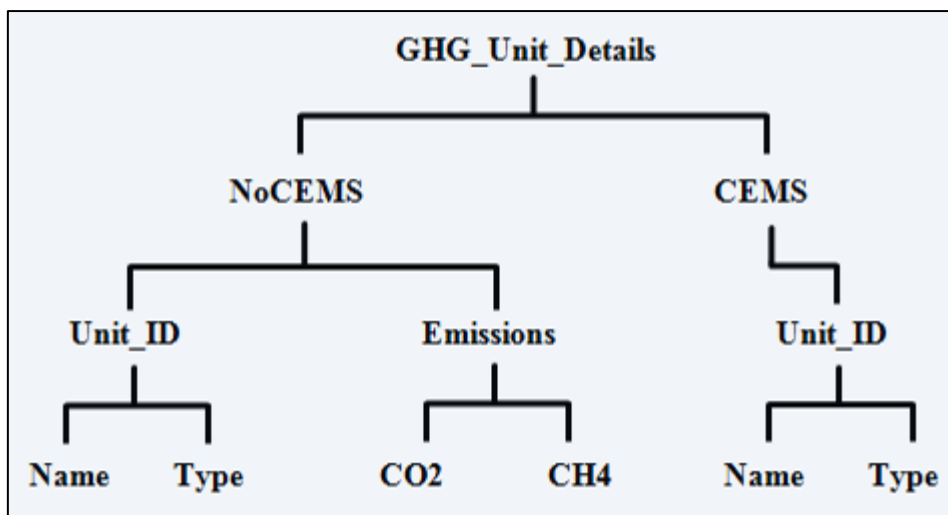 GHG_Unit_Details
NoCEMS CEMS
Unit_ID Emissions Unit_ID
Name Type CO2 CH4 Name Type